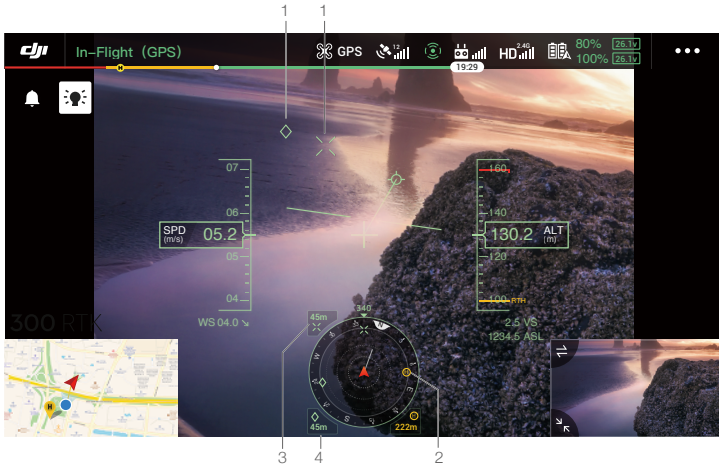 1 1
dji In-Flight (GPS) GPS 12 HD 2.4G 80% 26.1v
100% 26.1v
19:29
H
07 160
06 140
SPD (m/s) 05.2 130.2 ALT (m)
05 120
04 100 RTH
WS 04.0 ↘ 2.5 VS
1234.5 ASL
300 RTK
340
45m
N
3
W
E
S
H
45m 222m
3 4 2